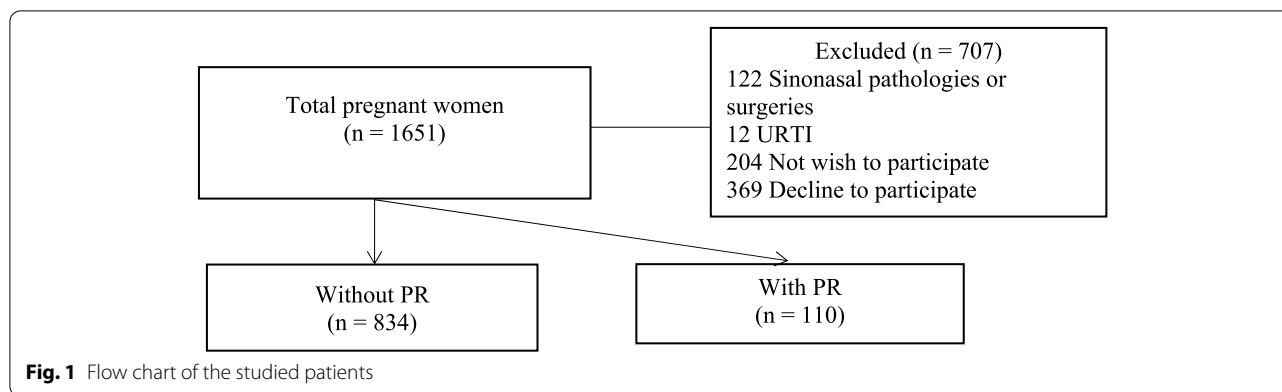 Total pregnant women
(n = 1651)
Excluded (n = 707)
122 Sinonasal pathologies or
surgeries
12 URTI
204 Not wish to participate
369 Decline to participate
Without PR
(n = 834)
With PR
(n = 110)
Fig. 1 Flow chart of the studied patients